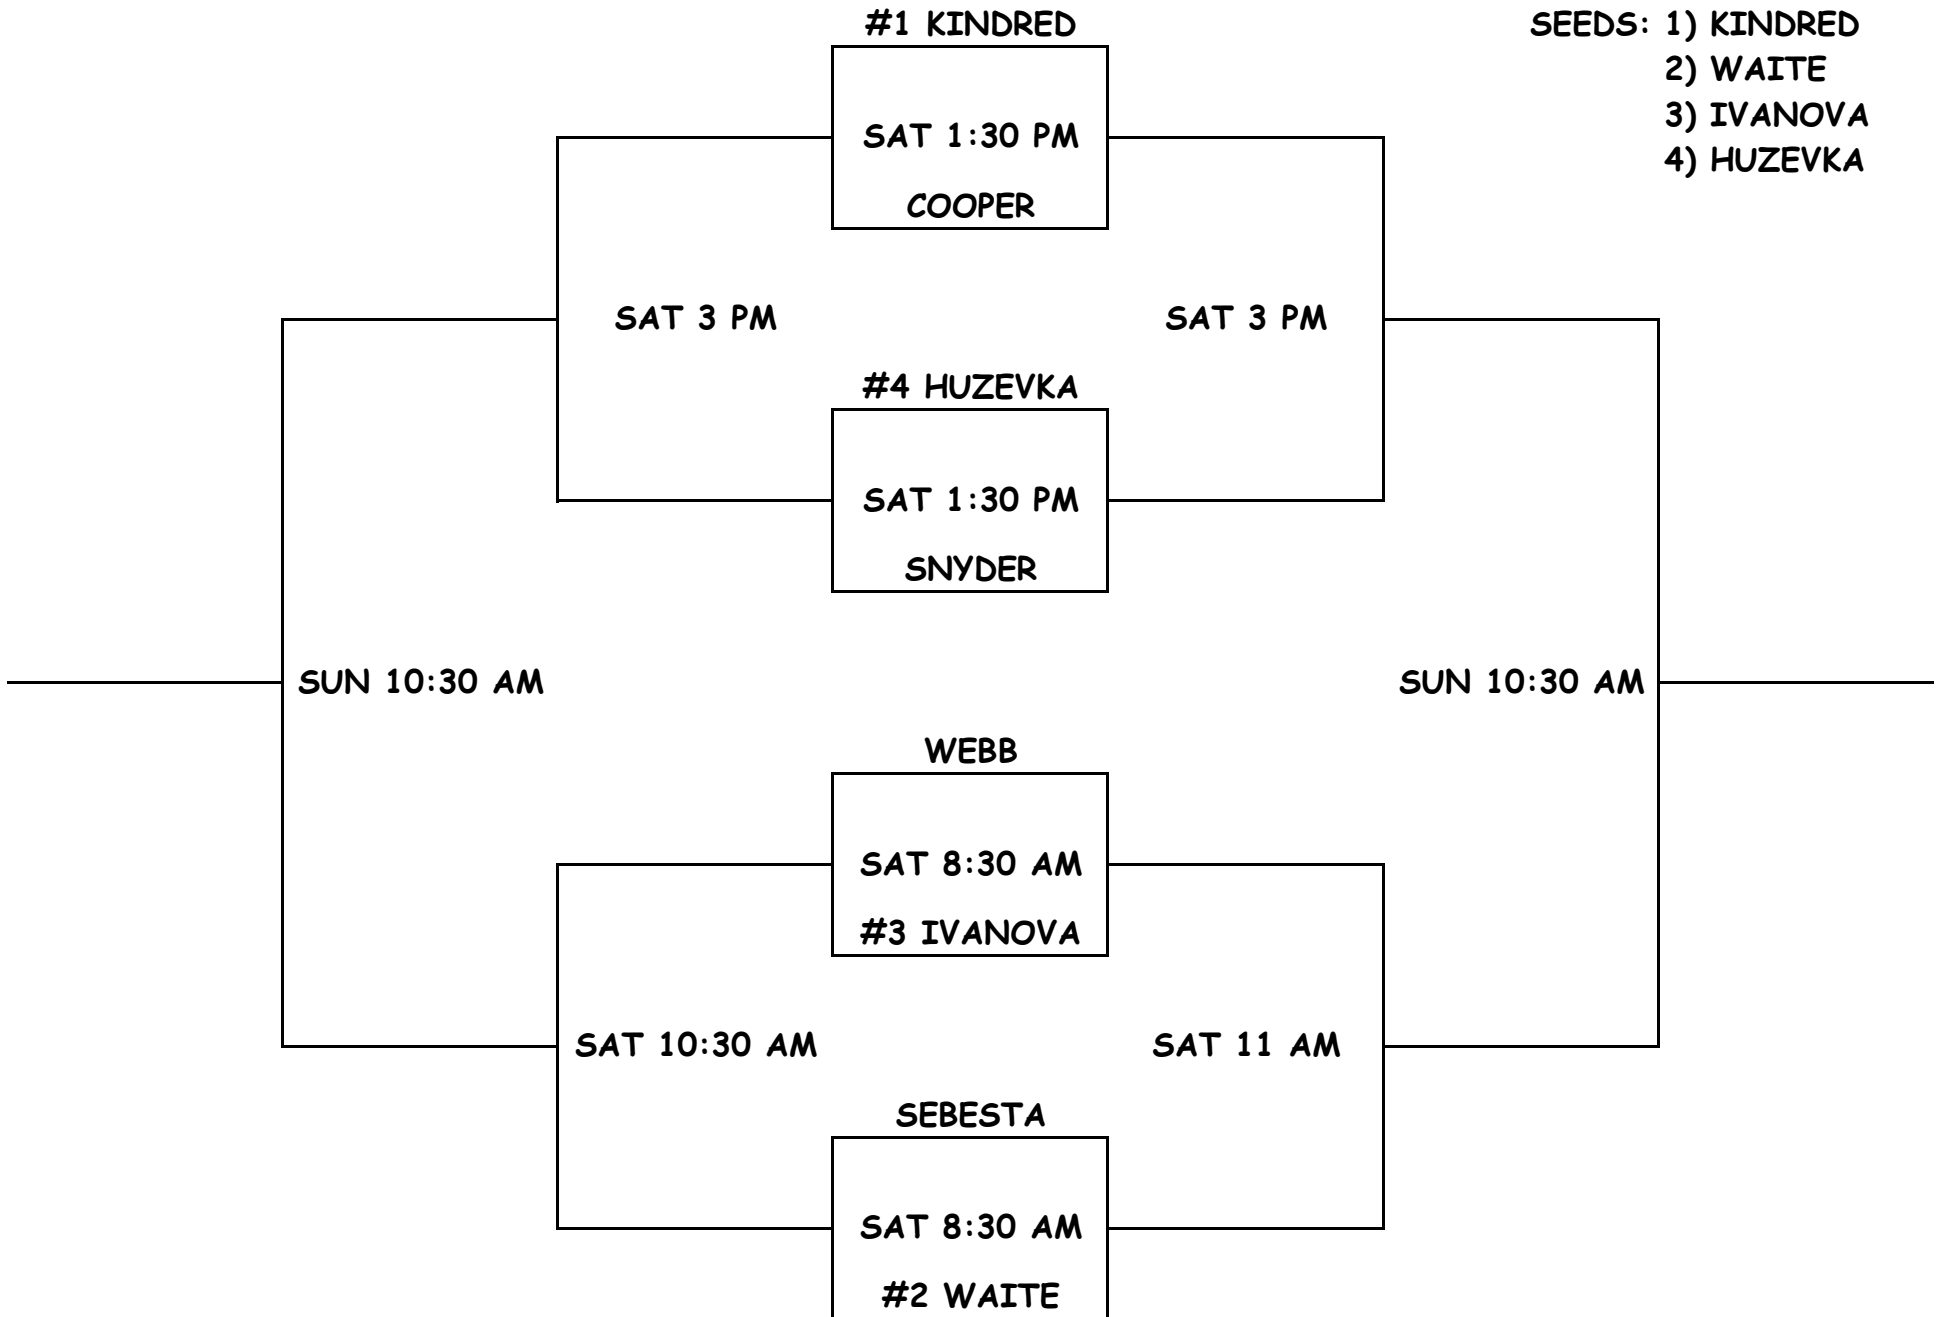 #1 KINDRED
SEEDS: 1) KINDRED
2) WAITE
3) IVANOVA
4) HUZEVKA
SAT 1:30 PM
COOPER
SAT 3 PM
SAT 3 PM
#4 HUZEVKA
SAT 1:30 PM
SNYDER
SUN 10:30 AM
SUN 10:30 AM
WEBB
SAT 8:30 AM
#3 IVANOVA
SAT 10:30 AM
SAT 11 AM
SEBESTA
SAT 8:30 AM
#2 WAITE